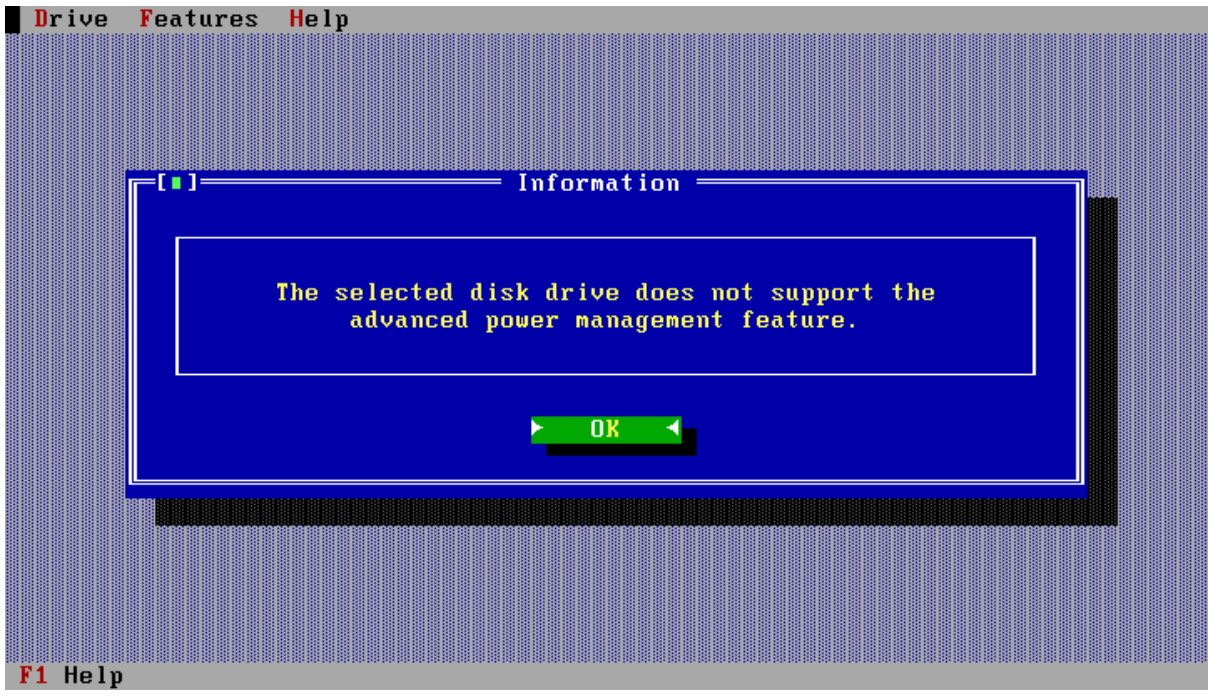 Drive Features Help
[■] Information
The selected disk drive does not support the
advanced power management feature.
OK
F1 Help